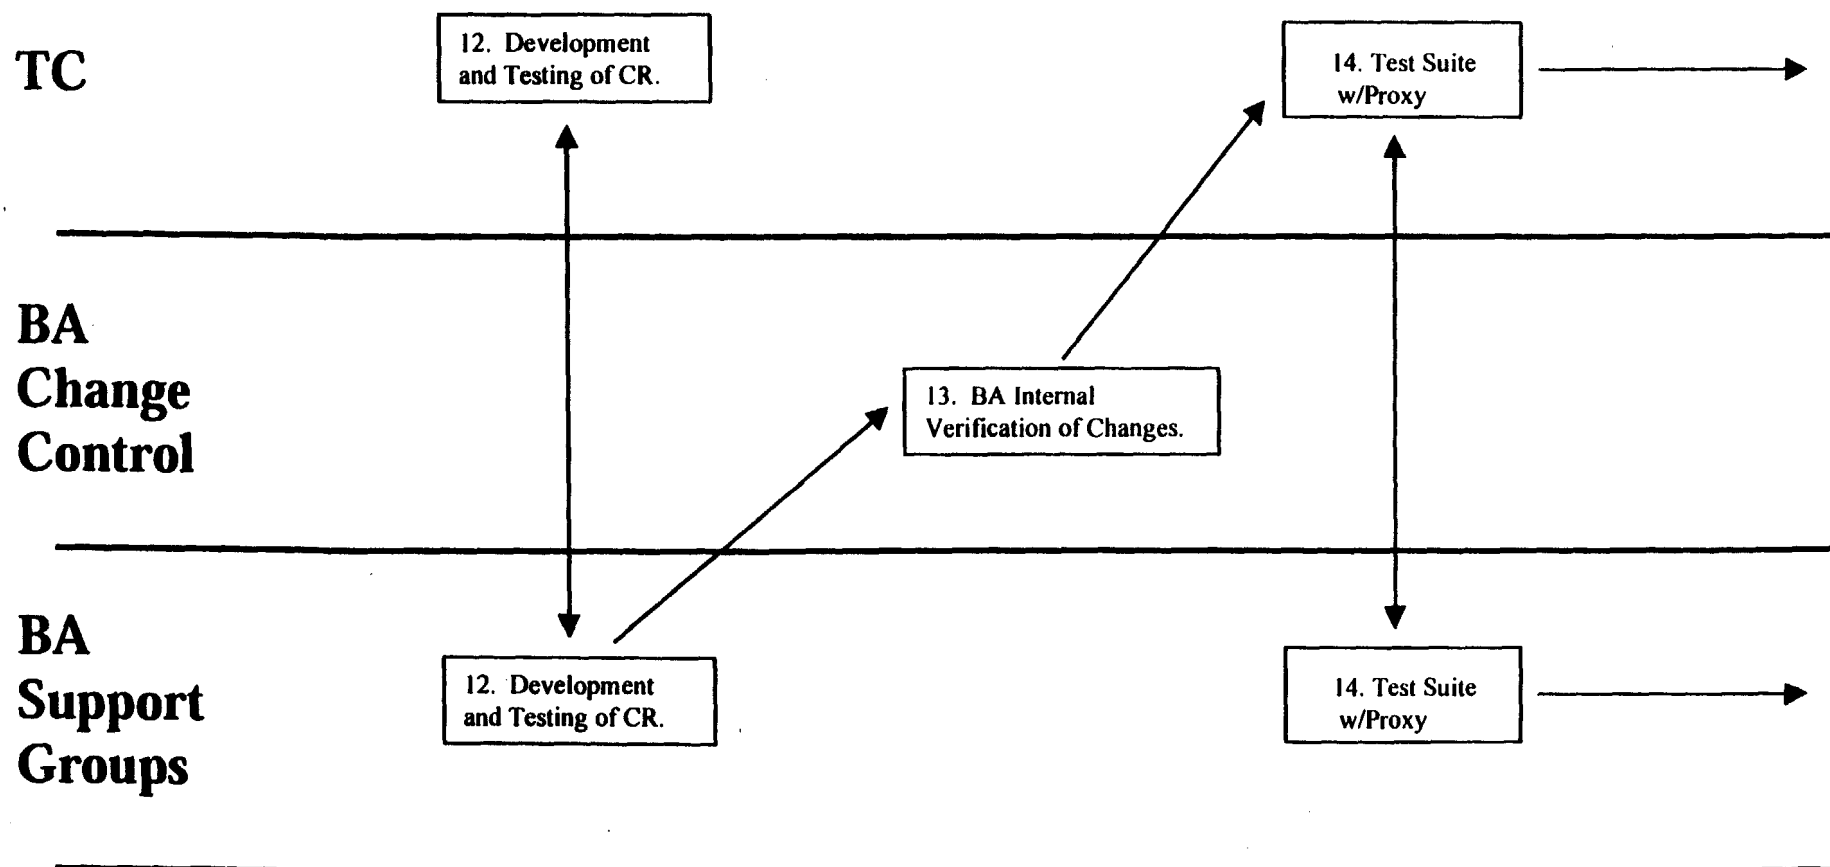 TC
12. Development
and Testing of CR.
14. Test Suite
w/Proxy
BA
Change
Control
13. BA Internal
Verification of Changes.
BA
Support
Groups
12. Development
and Testing of CR.
14. Test Suite
w/Proxy